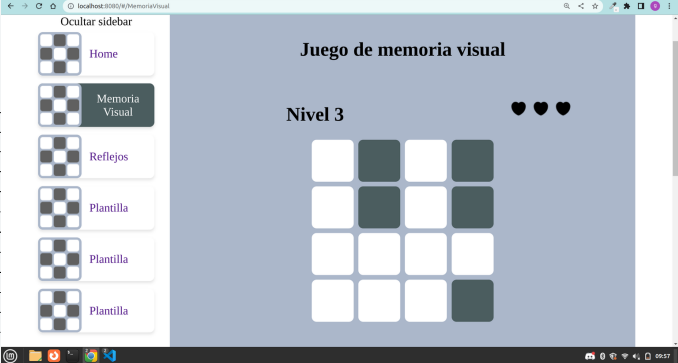 localhost:8080/#/MemoriaVisual
Ocultar sidebar
Home
Memoria
Visual
Reflejos
Plantilla
Plantilla
Plantilla
Juego de memoria visual
Nivel 3
09:57